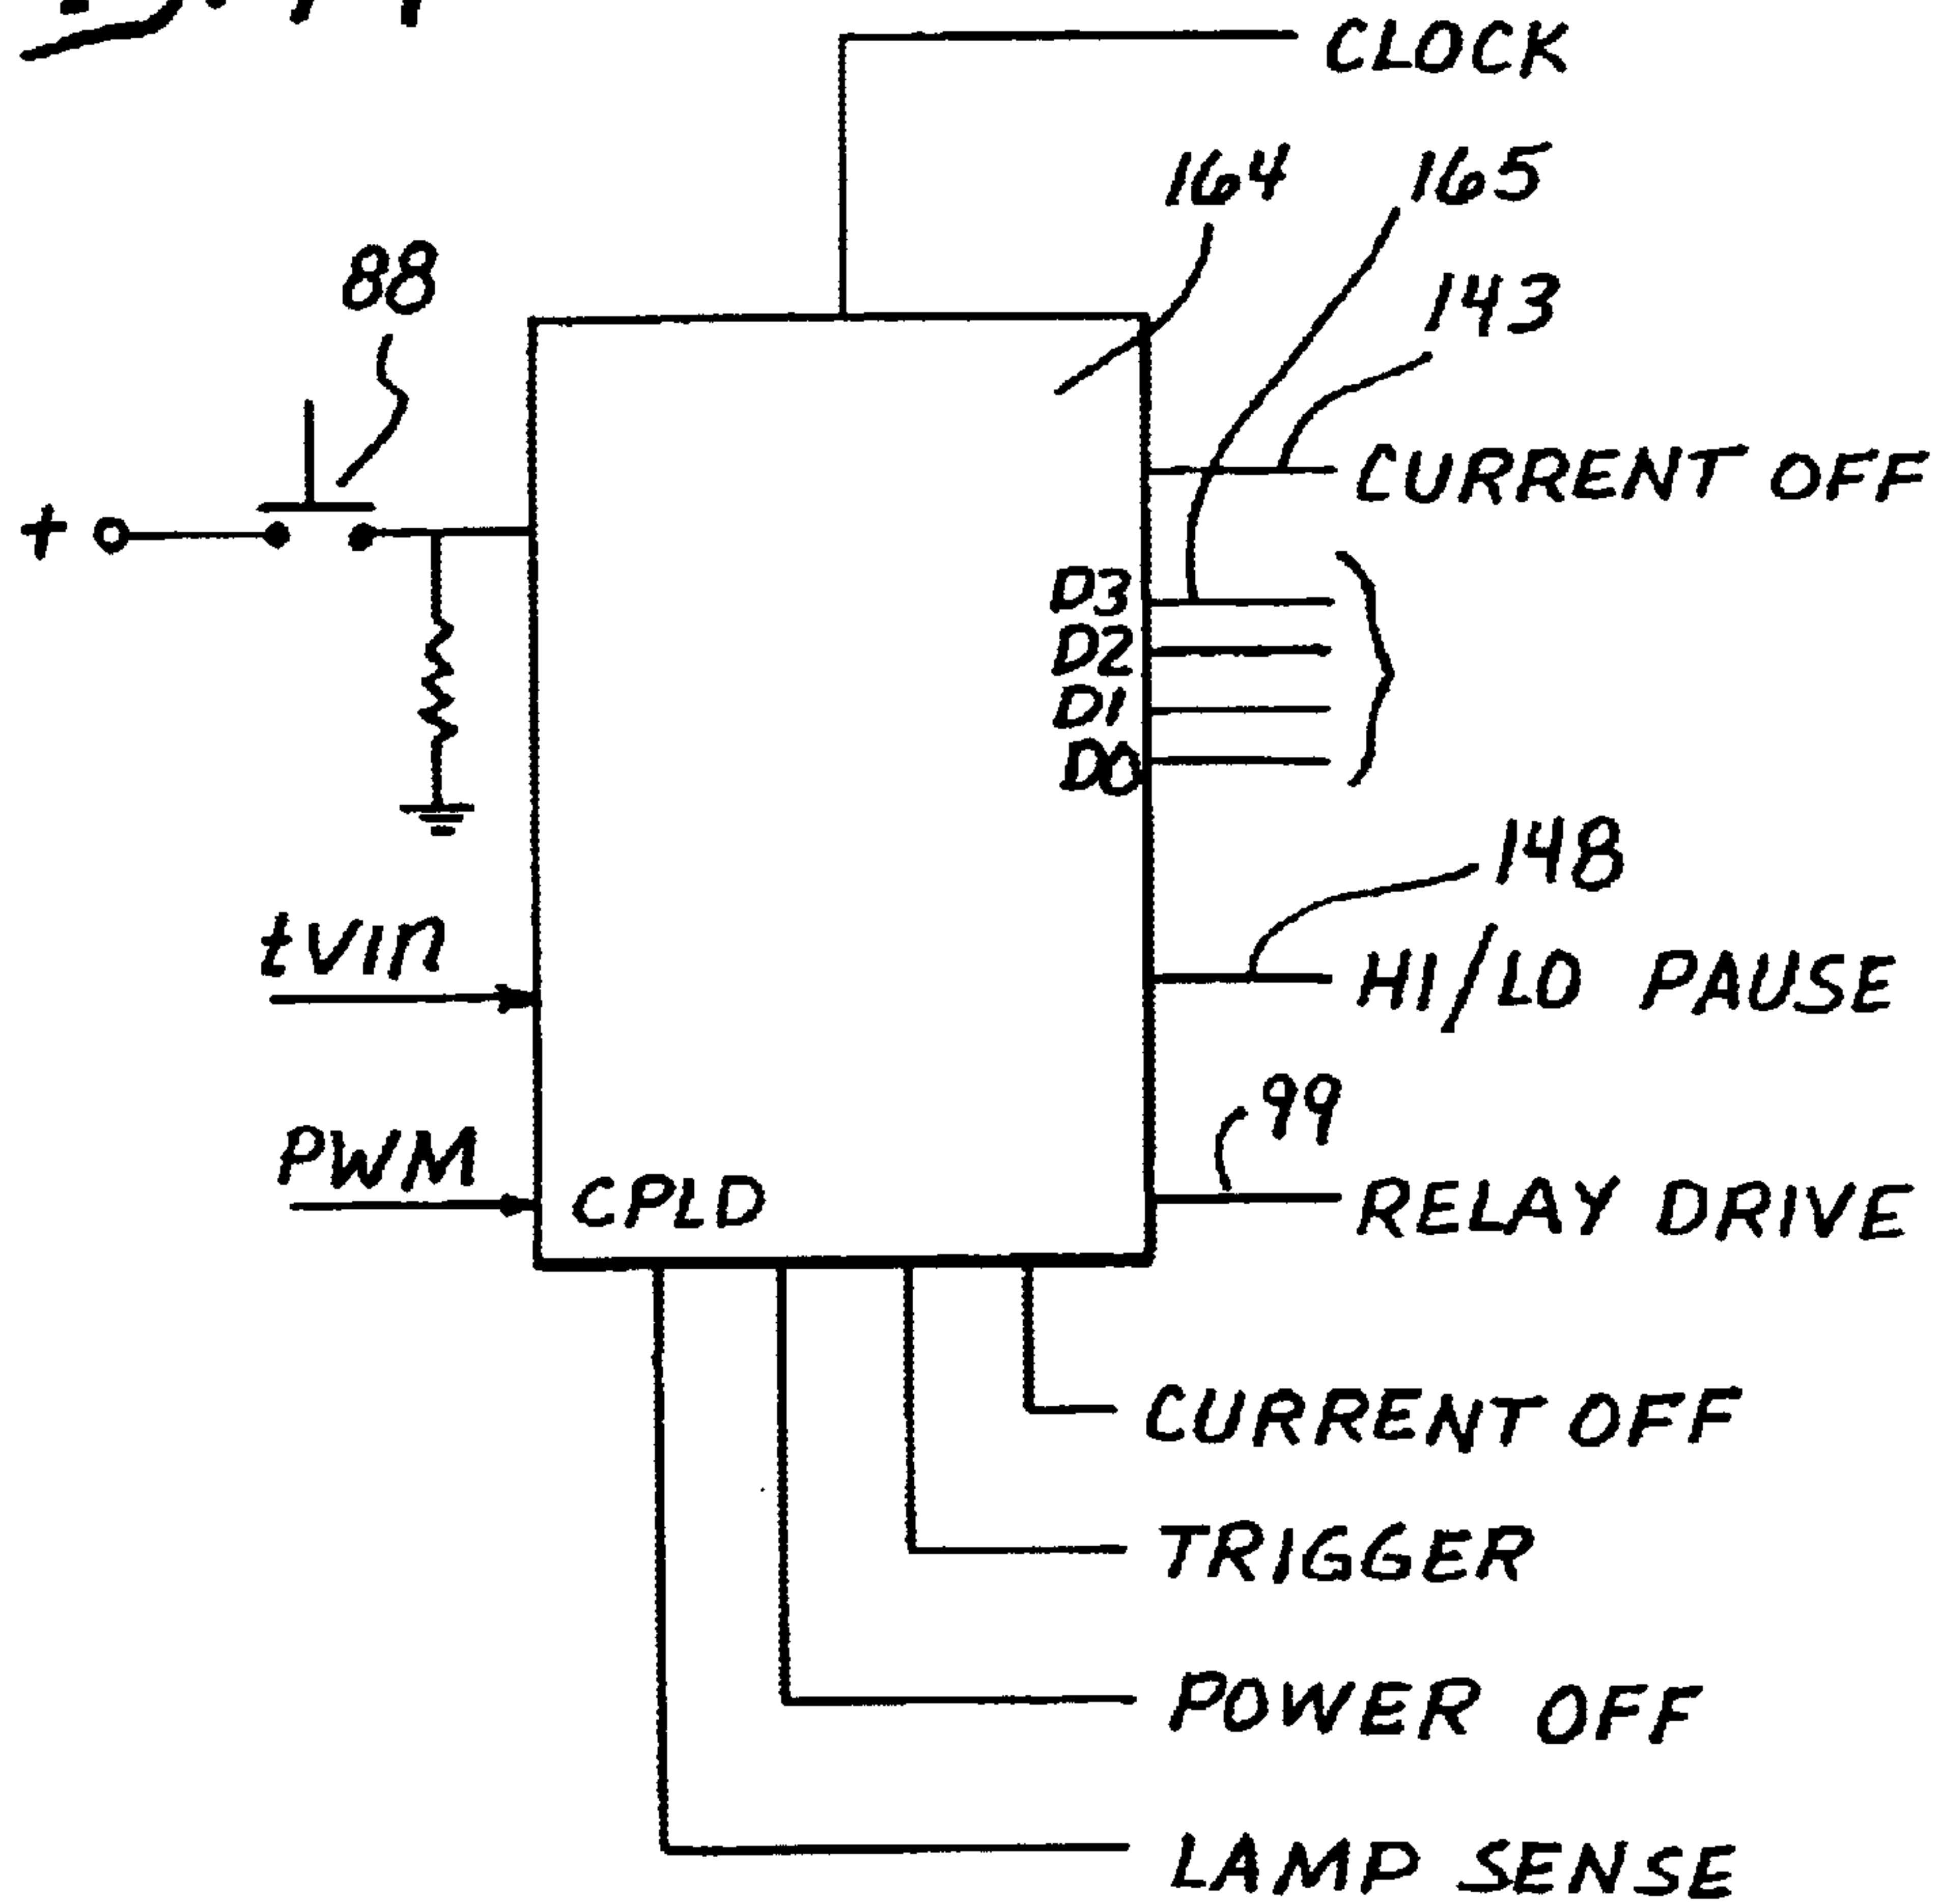 CLOCK
164
165
88
143
CURRENT OFF
+
D3
D2
D1
D0
148
tvin
HI/LO PAUSE
99
PWM
CPLD
RELAY DRIVE
CURRENT OFF
TRIGGER
POWER OFF
LAMP SENSE